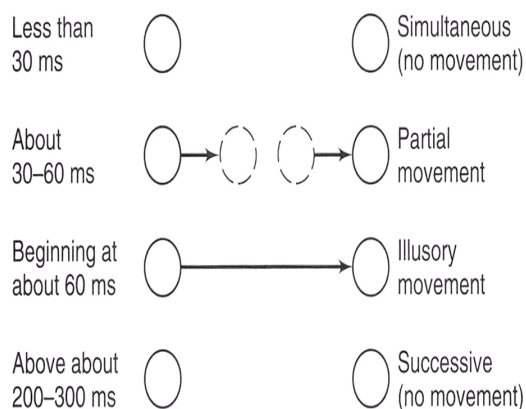 Less than
30 ms
Simultaneous
(no movement)
About
30–60 ms
Partial
movement
Beginning at
about 60 ms
Illusory
movement
Above about
200–300 ms
Successive
(no movement)